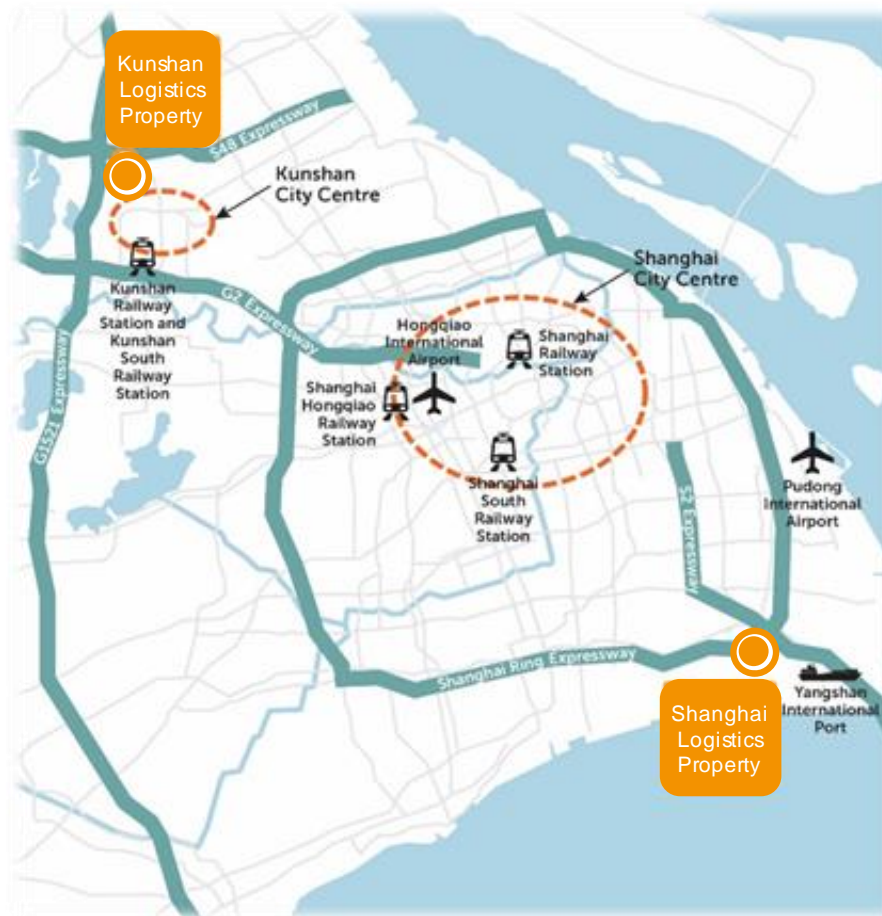 Kunshan
Logistics
Property
S48 Expressway
Kunshan
City Centre
Shanghai
City Centre
Kunshan
Railway
Station and
Kunshan
South
Railway
Station
G2 Expressway
Hongqiao
International
Airport
Shanghai
Railway
Station
Shanghai
Hongqiao
Railway
Station
G1521 Expressway
Shanghai
South
Railway
Station
Pudong
International
Airport
S2 Expressway
Shanghai Ring Expressway
Yangshan
International
Port
Shanghai
Logistics
Property